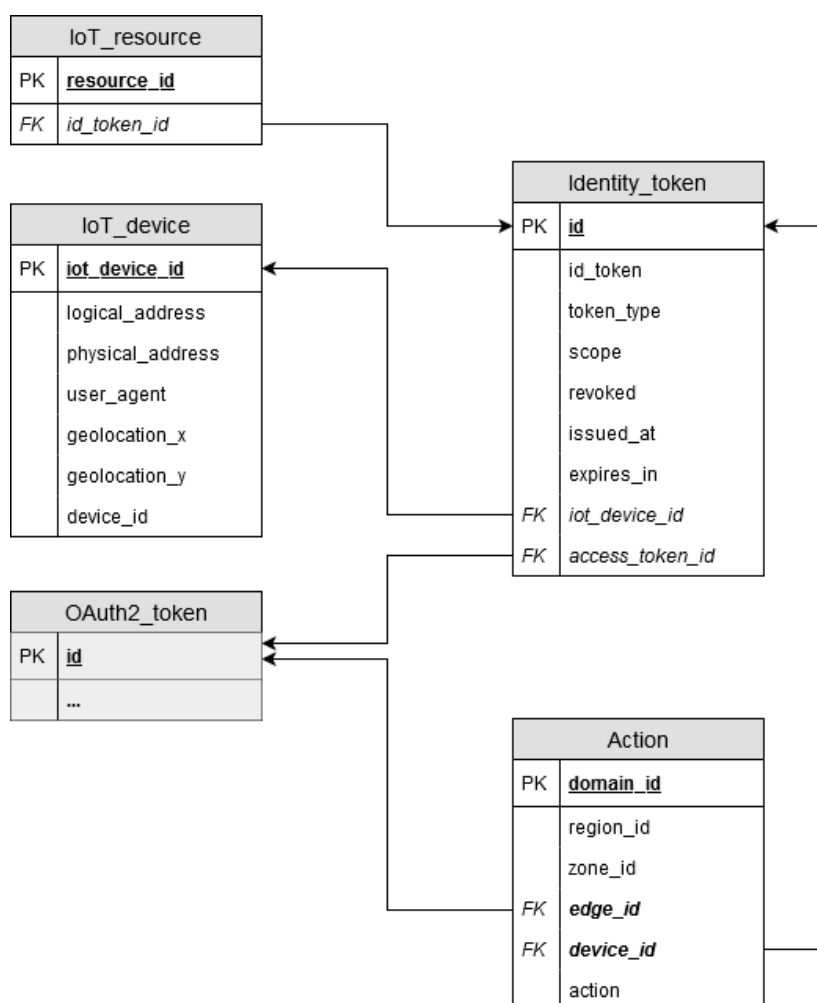 IoT_resource
PK resource_id
FK id_token_id
IoT_device
PK iot_device_id
logical_address
physical_address
user_agent
geolocation_x
geolocation_y
device_id
OAuth2_token
PK id
...
Identity_token
PK id
id_token
token_type
scope
revoked
issued_at
expires_in
FK iot_device_id
FK access_token_id
Action
PK domain_id
region_id
zone_id
FK edge_id
FK device_id
action